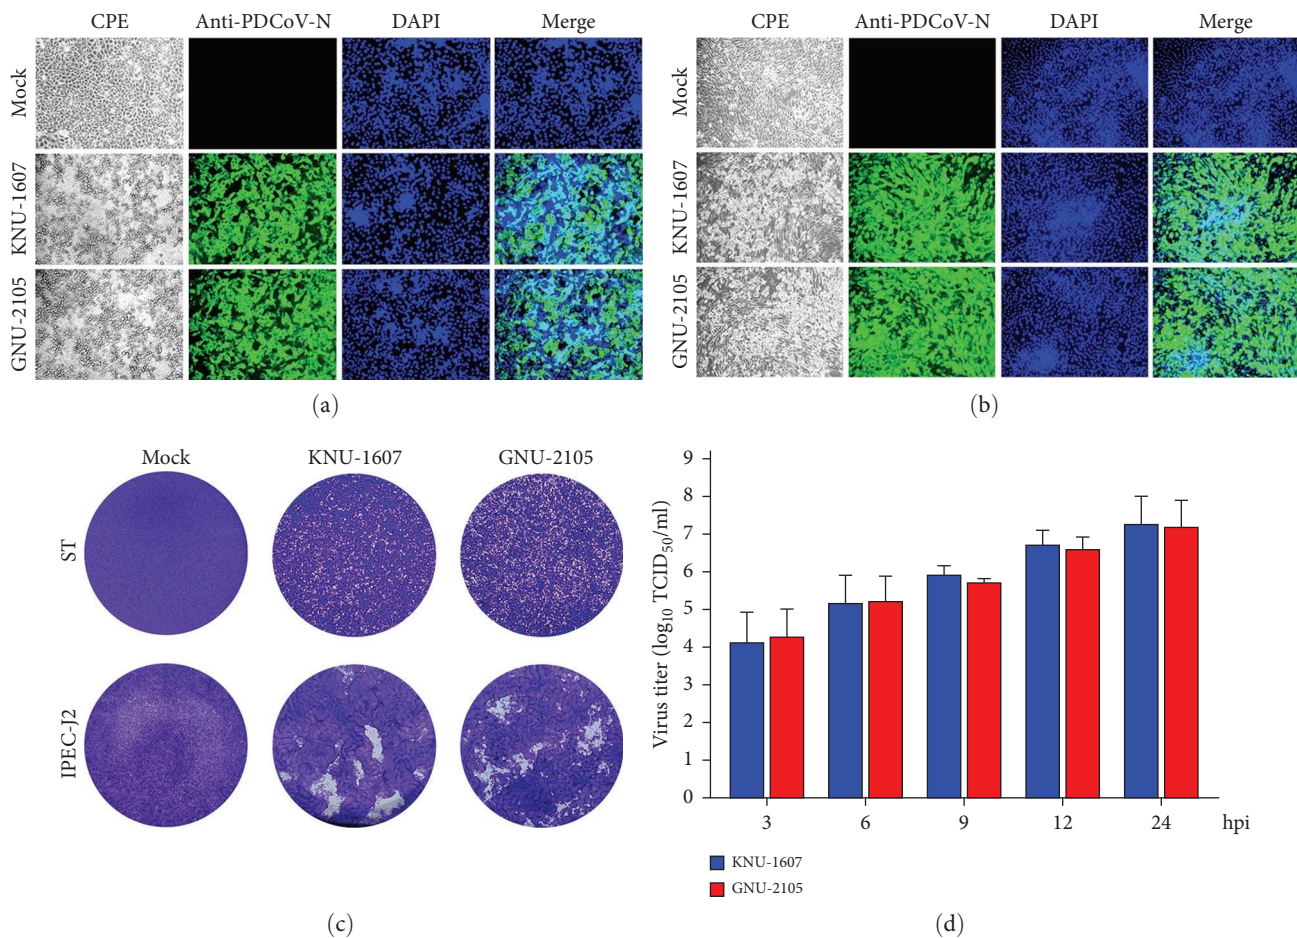 CPE Anti-PDCoV-N DAPI Merge
Mock
KNU-1607
GNU-2105
(a)
CPE Anti-PDCoV-N DAPI Merge
Mock
KNU-1607
GNU-2105
(b)
Mock KNU-1607 GNU-2105
ST
IPEC-J2
(c)
Virus titer (log10 TCID50/ml)
9
8
7
6
5
4
3
2
1
0
3 6 9 12 24 hpi
KNU-1607
GNU-2105
(d)